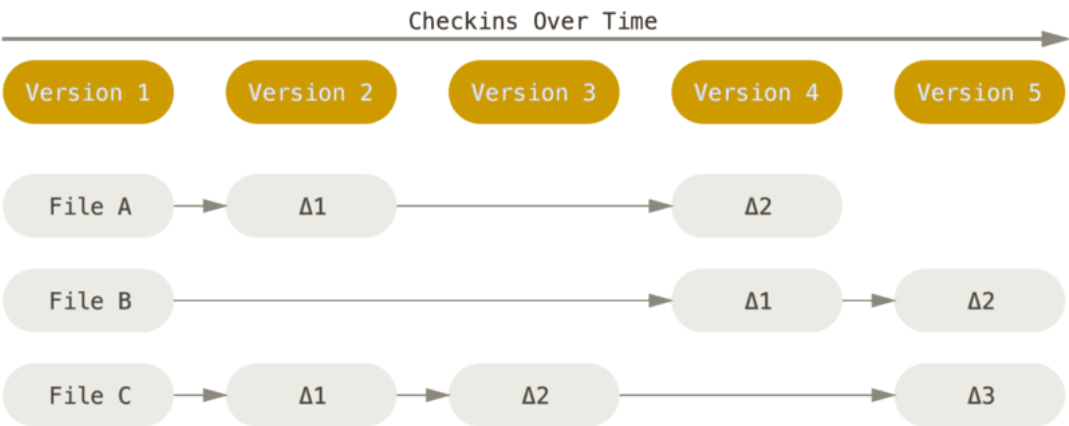 Checkins Over Time
Version 1 Version 2 Version 3 Version 4 Version 5
File A Δ1 Δ2
File B Δ1 Δ2
File C Δ1 Δ2 Δ3